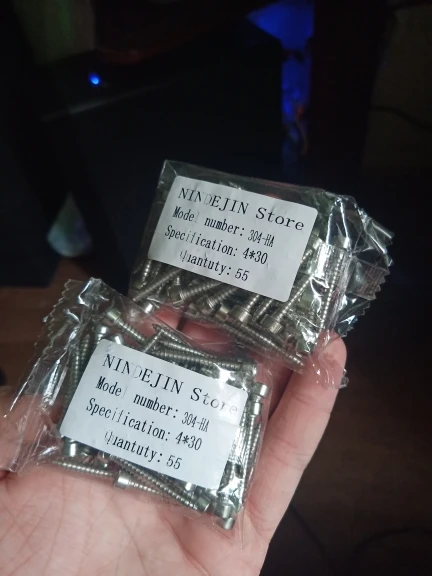 NINDEJIN Store
Model number: 304-HA
Specification: 4*30
Quantuty: 55
NINDEJIN Store
Model number: 304-HA
Specification: 4*30
Quantuty: 55